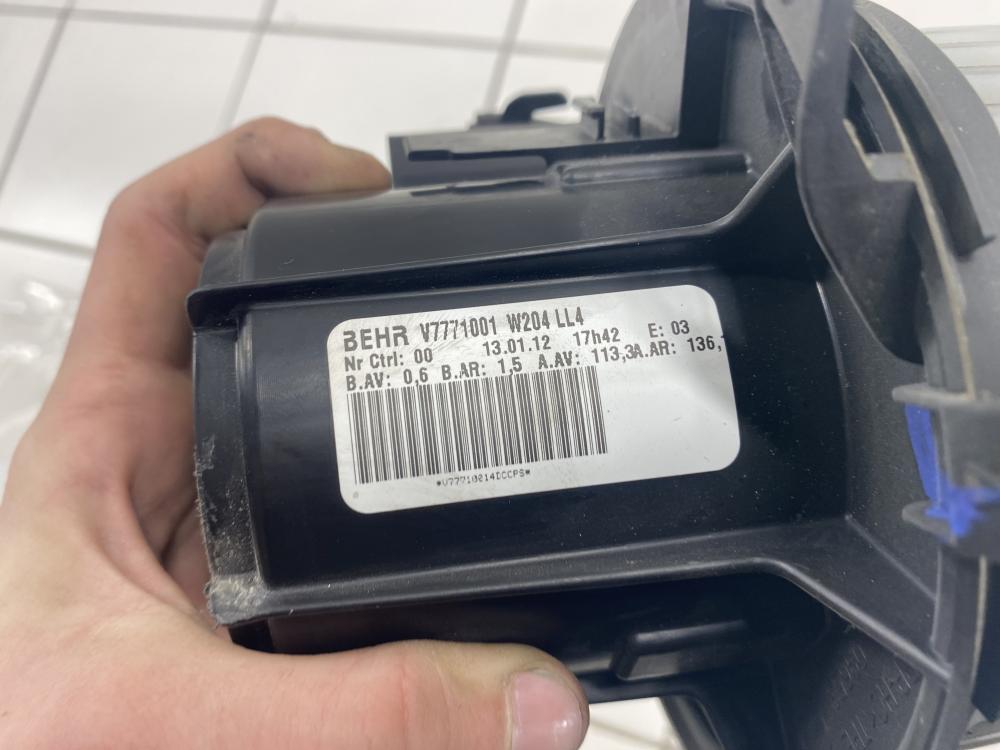 BEHR V7771001 W204 LL4
Nr Ctrl: 00 13.01.12 17h42 E: 03
B.AV: 0,6 B.AR: 1,5 A.AV: 113,3A.AR: 136,
*V77710014DCCPS*